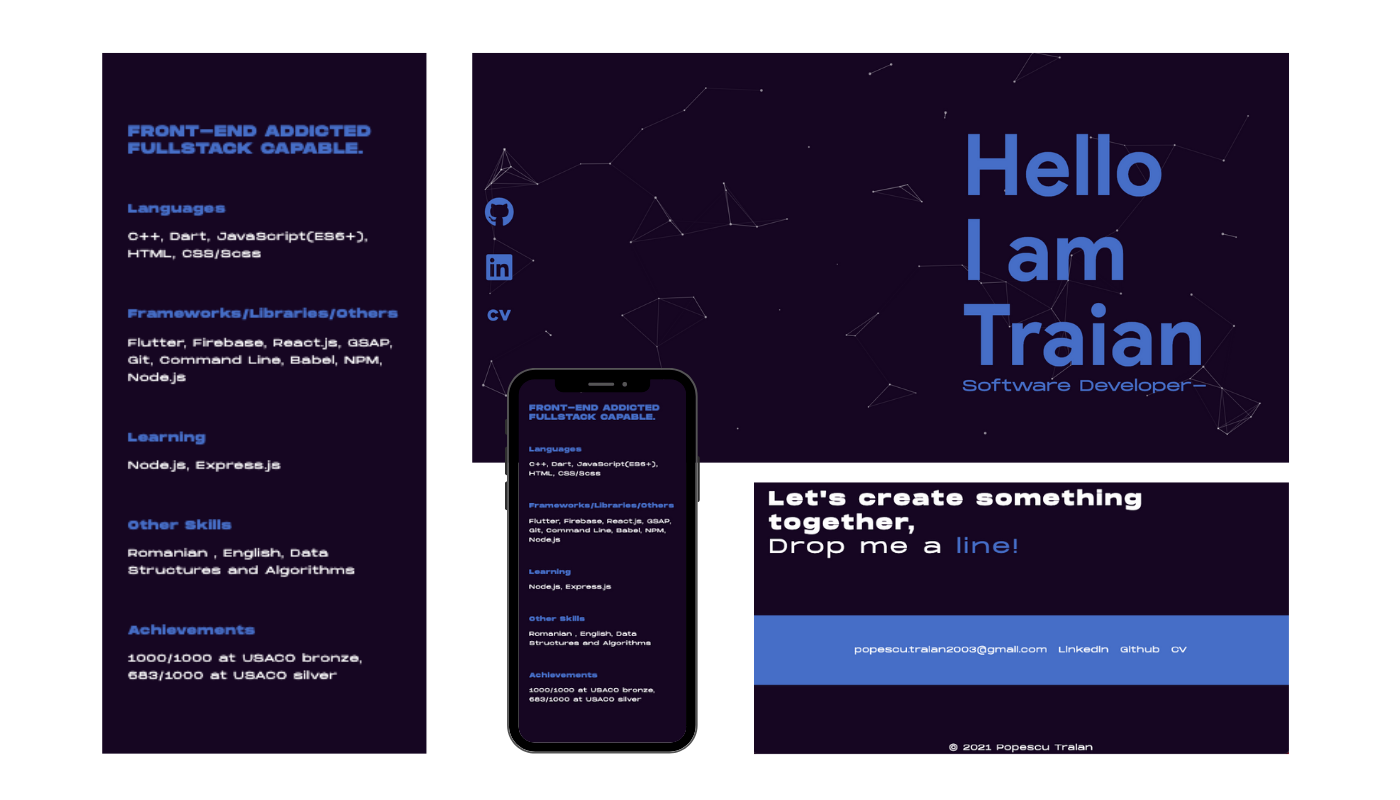 FRONT-END ADDICTED
FULLSTACK CAPABLE.
Languages
C++, Dart, JavaScript(ES6+),
HTML, CSS/Scss
Frameworks/Libraries/Others
Flutter, Firebase, React.js, GSAP,
Git, Command Line, Babel, NPM,
Node.js
Learning
Node.js, Express.js
Other Skills
Romanian , English, Data
Structures and Algorithms
Achievements
1000/1000 at USACO bronze,
683/1000 at USACO silver
in
CV
Hello
I am
Traian
Software Developer-
FRONT-END ADDICTED
FULLSTACK CAPABLE.
Languages
C++, Dart, JavaScript(ES6+),
HTML, CSS/Scss
Frameworks/Libraries/Others
Flutter, Firebase, React.js, GSAP,
Git, Command Line, Babel, NPM,
Node.js
Learning
Node.js, Express.js
Other Skills
Romanian , English, Data
Structures and Algorithms
Achievements
1000/1000 at USACO bronze,
683/1000 at USACO silver
Let's create something
together,
Drop me a line!
popescu.traian2003@gmail.com LinkedIn Github CV
© 2021 Popescu Traian